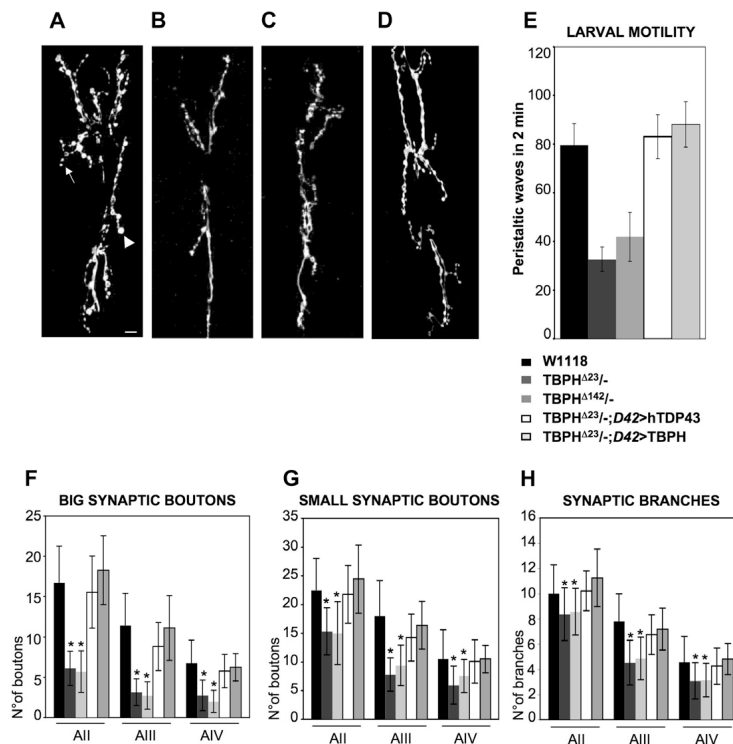 A
B
C
D
E
LARVAL MOTILITY
Peristaltic waves in 2 min
120
100
80
60
40
20
0
W1118
TBPHΔ23/-
TBPHΔ142/-
TBPHΔ23/-;D42>hTDP43
TBPHΔ23/-;D42>TBPH
F
BIG SYNAPTIC BOUTONS
N°of boutons
25
20
15
10
5
0
* *
* *
* *
AII
AIII
AIV
G
SMALL SYNAPTIC BOUTONS
N°of boutons
35
30
25
20
15
10
5
0
* *
* *
* *
AII
AIII
AIV
H
SYNAPTIC BRANCHES
N°of branches
16
14
12
10
8
6
4
2
0
* *
* *
* *
AII
AIII
AIV